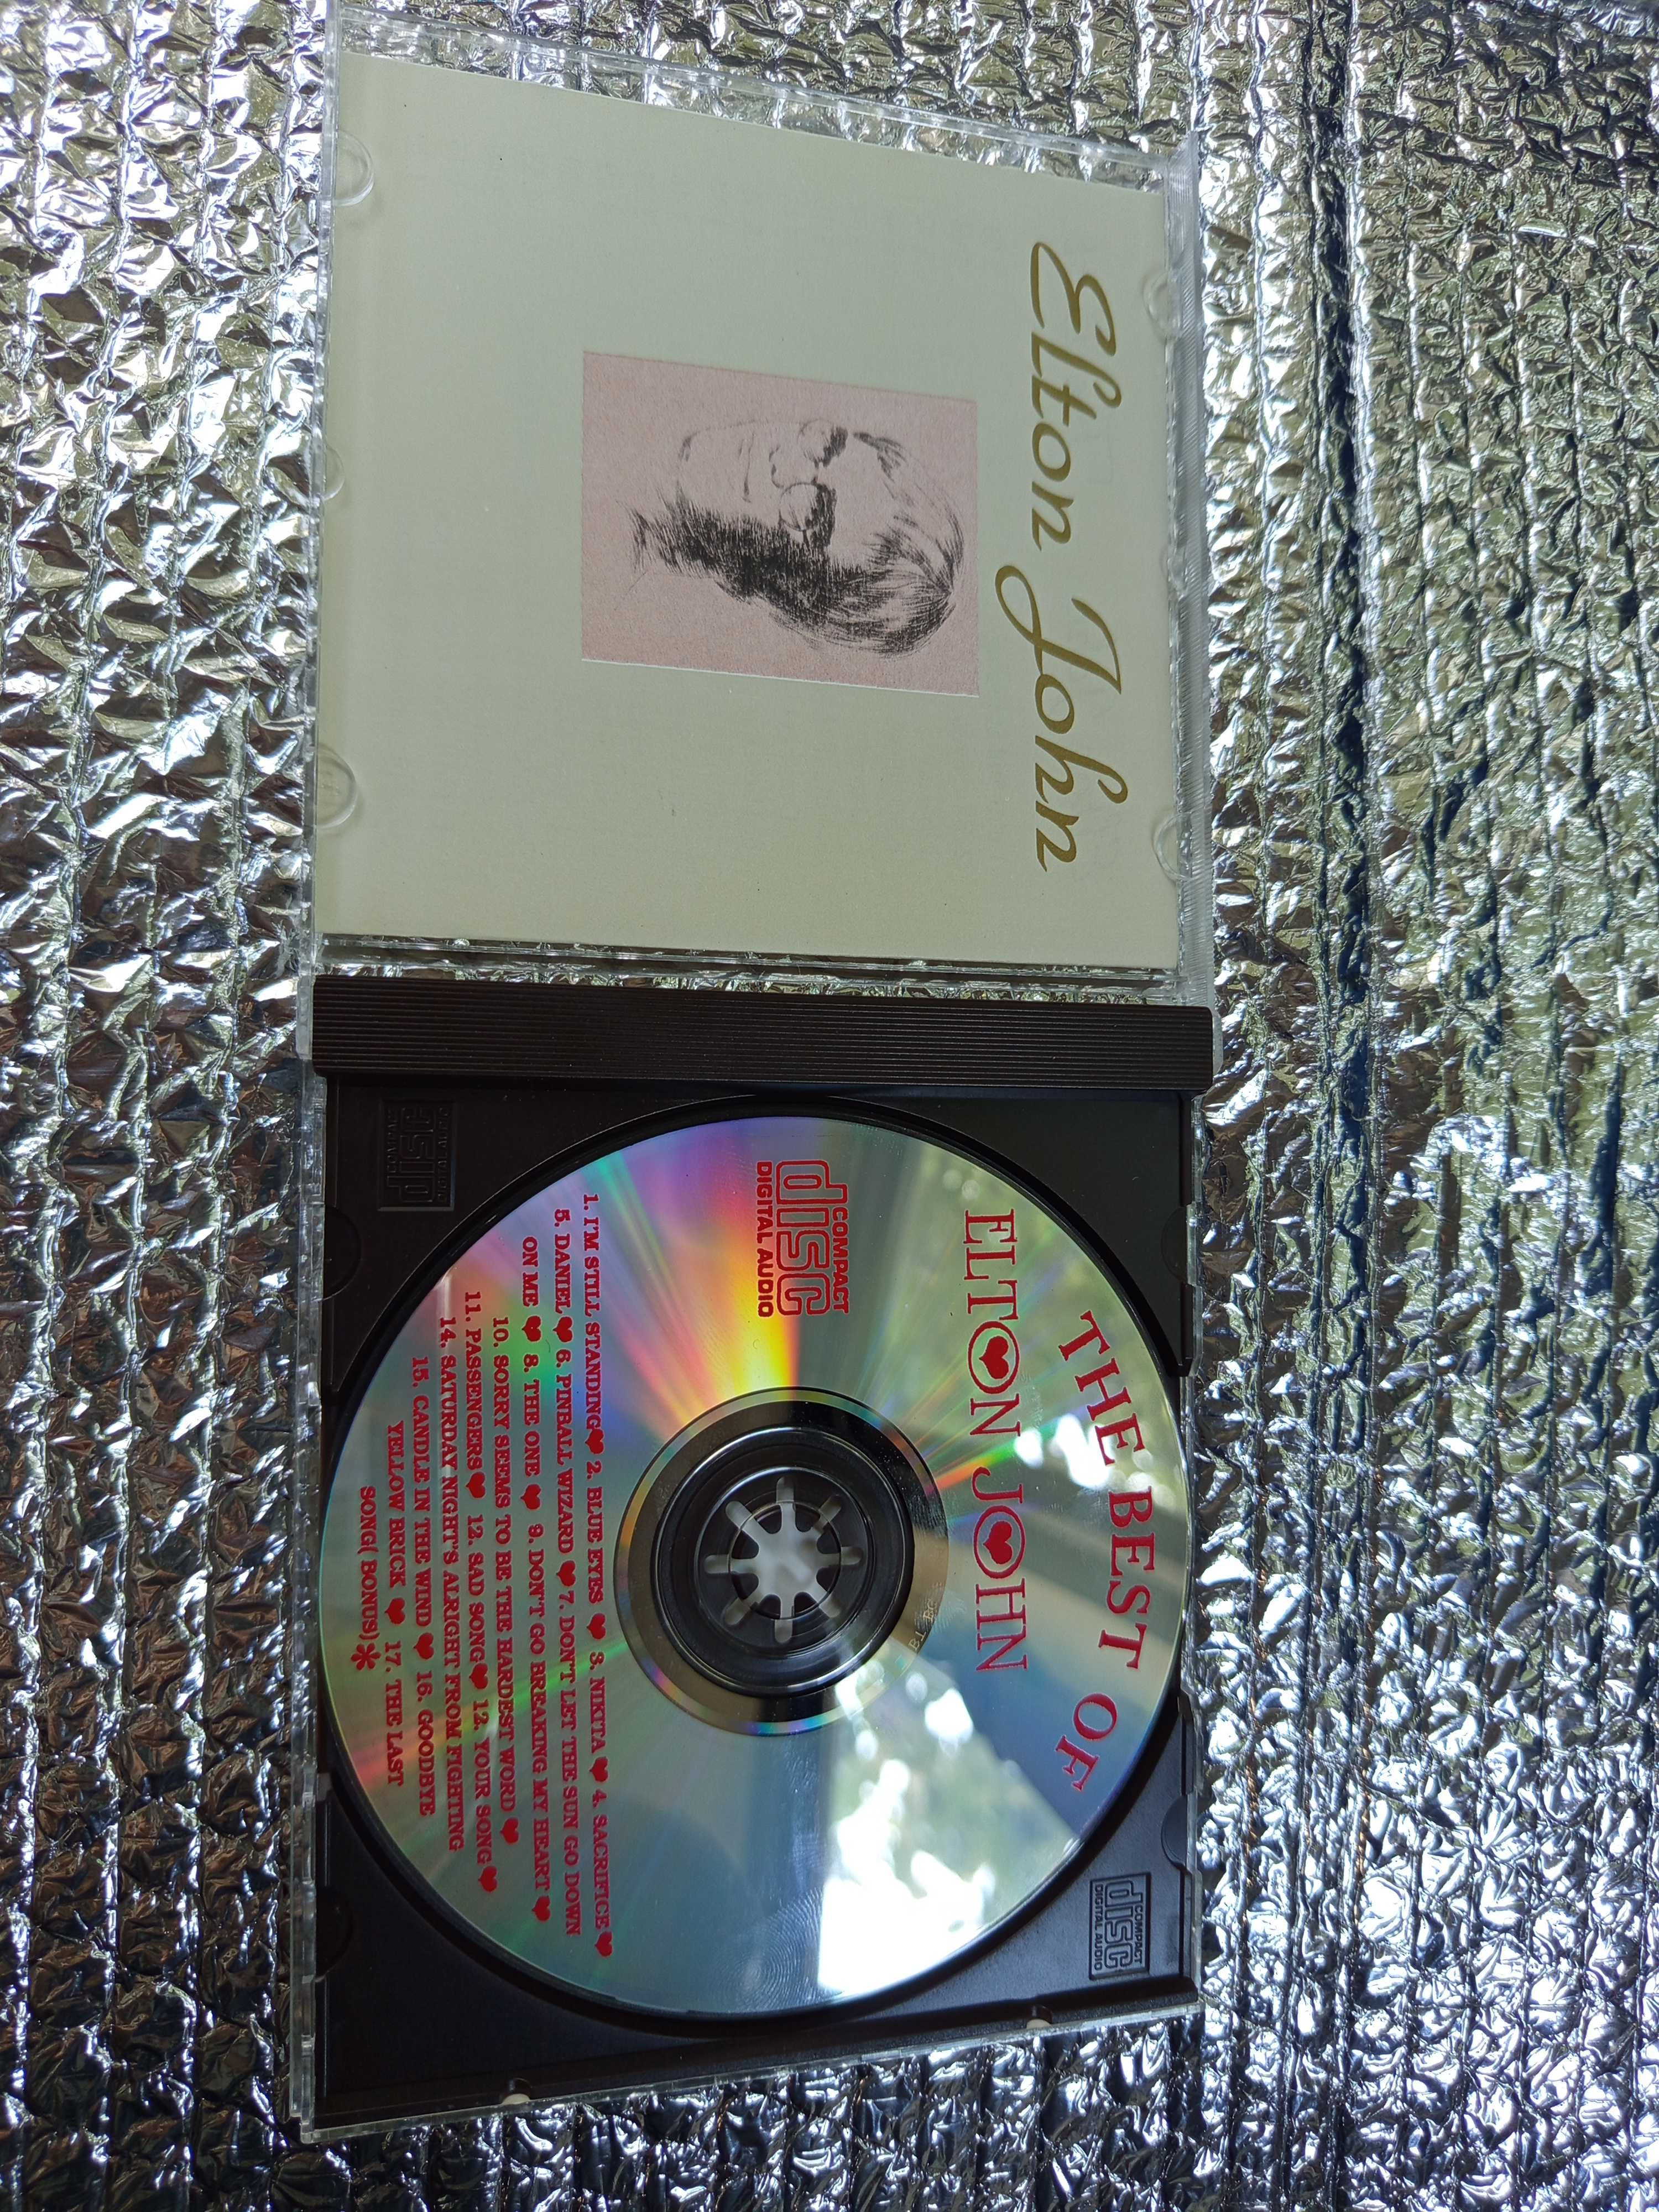 Elton John
THE BEST OF
ELTON JOHN
COMPACT
disc
DIGITAL AUDIO
1. I'M STILL STANDING♥ 2. BLUE EYES ♥ 3. NIKITA ♥ 4. SACRIFICE♥
5. DANIEL♥ 6. PINBALL WIZARD ♥ 7. DON'T LET THE SUN GO DOWN
ON ME ♥ 8. THE ONE ♥ 9. DON'T GO BREAKING MY HEART♥
10. SORRY SEEMS TO BE THE HARDEST WORD ♥
11. PASSENGERS♥ 12. SAD SONG♥ 13. YOUR SONG♥
14. SATURDAY NIGHT'S ALRIGHT FROM FIGHTING
15. CANDLE IN THE WIND ♥ 16. GOODBYE
YELLOW BRICK ♥ 17. THE LAST
SONG( BONUS)*
COMPACT
disc
DIGITAL AUDIO
COMPACT
disc
DIGITAL AUDIO